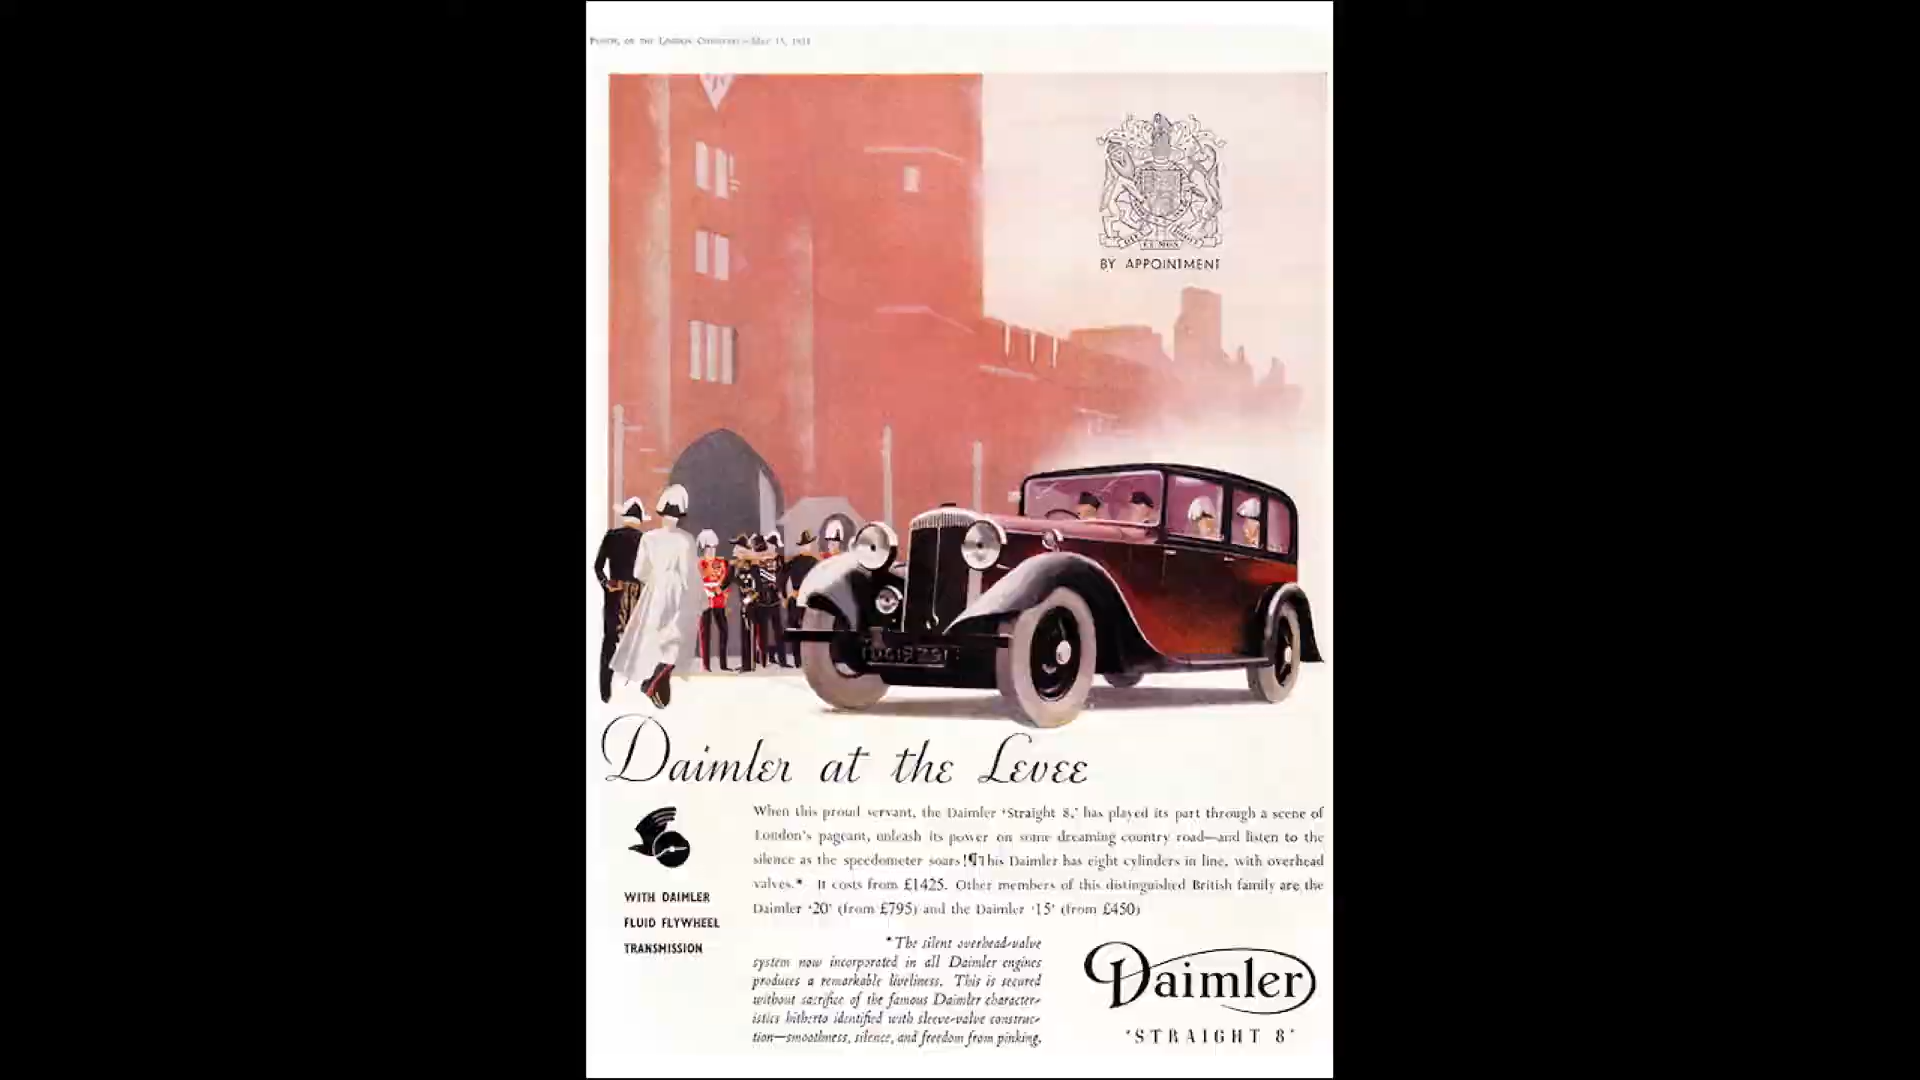 BY APPOINTMENT
Daimler at the Levee
When this proud servant, the Daimler 'Straight 8,' has played its part through a scene of
London's pageant, unleash its power on some dreaming country road—and listen to the
silence as the speedometer soars!¶This Daimler has eight cylinders in line, with overhead
valves.* It costs from £1425. Other members of this distinguished British family are the
Daimler '20' (from £795) and the Daimler '15' (from £450)
WITH DAIMLER
FLUID FLYWHEEL
TRANSMISSION
*The silent overhead-valve
system now incorporated in all Daimler engines
produces a remarkable liveliness. This is secured
without sacrifice of the famous Daimler character-
istics hitherto identified with sleeve-valve construc-
tion—smoothness, silence, and freedom from pinking.
Daimler
'STRAIGHT 8'